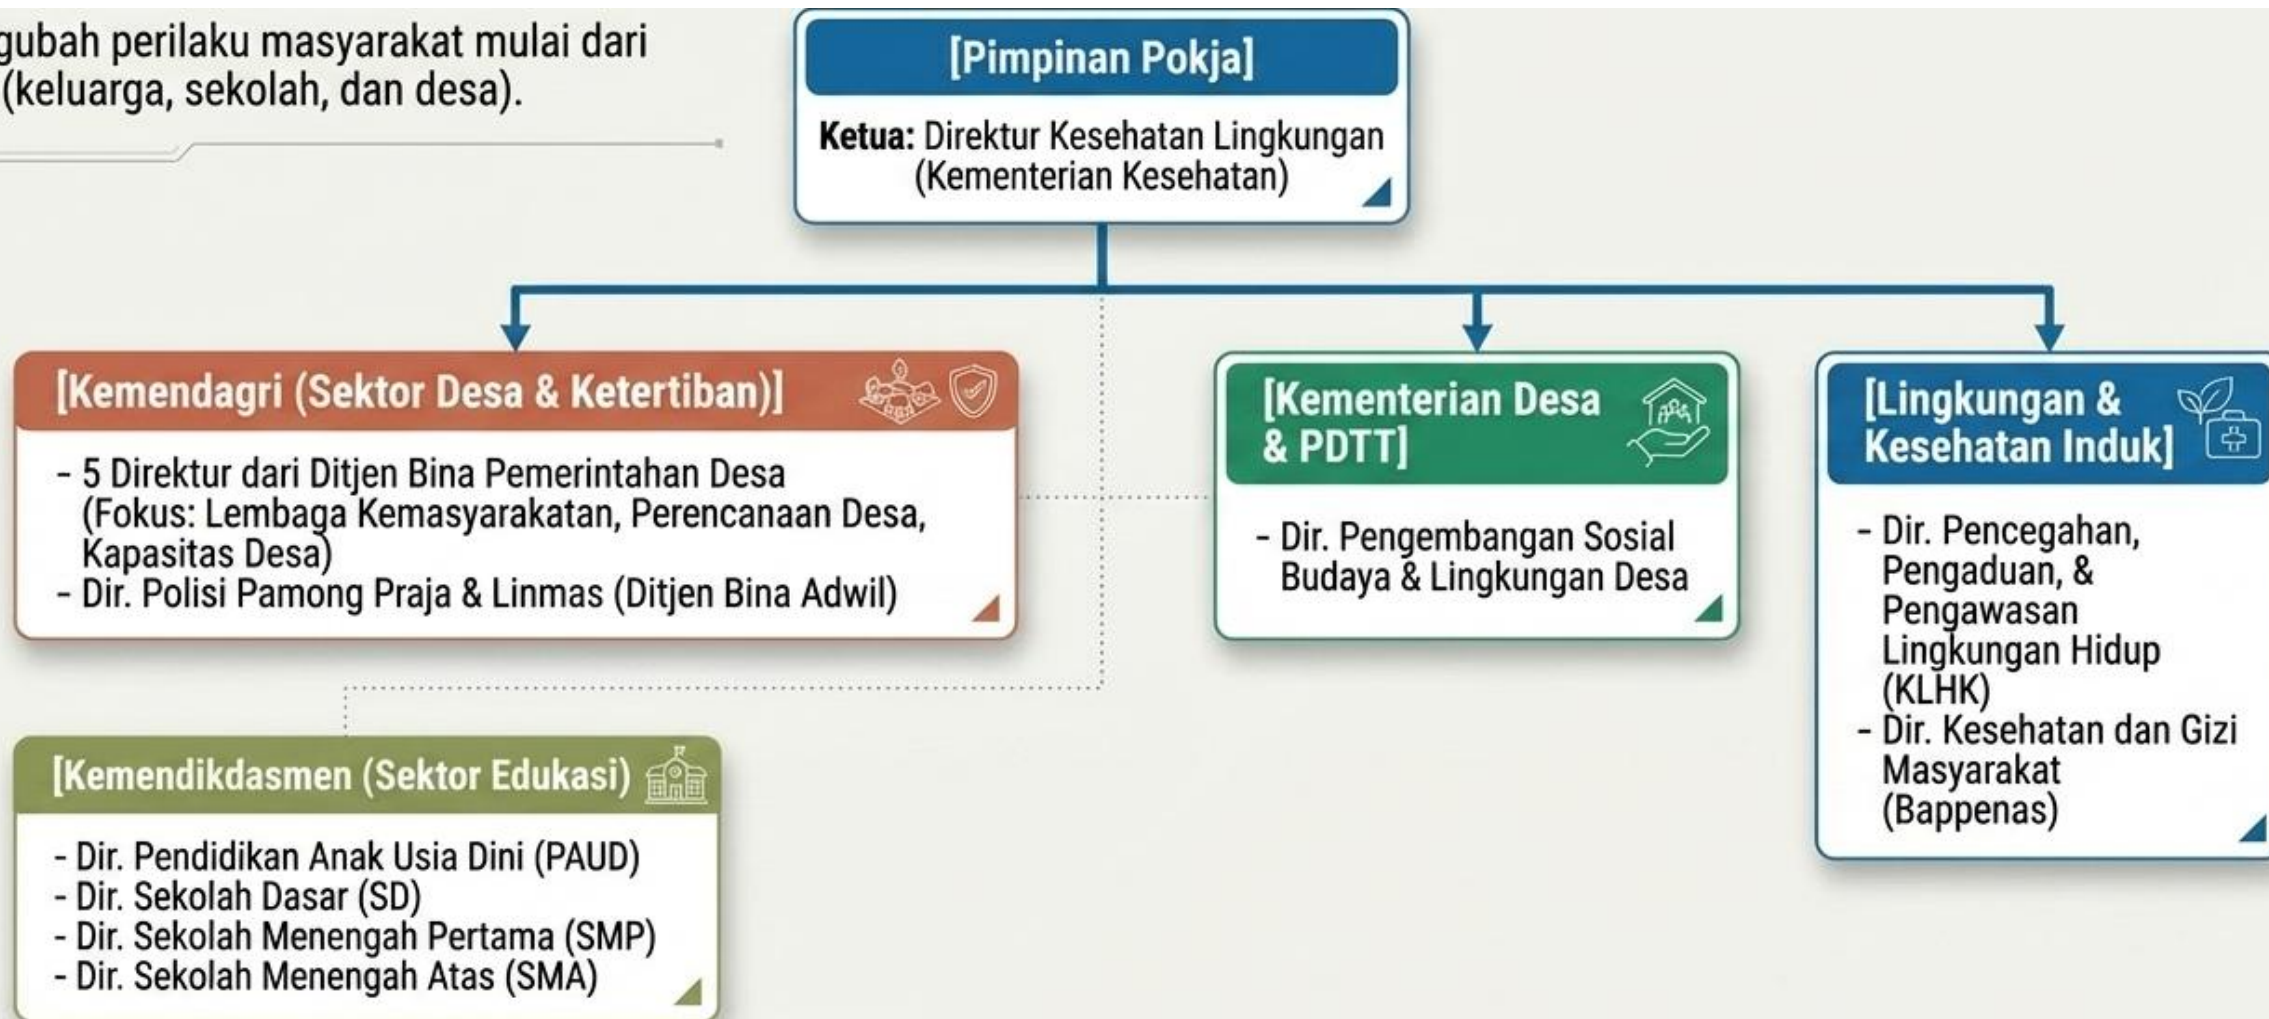 gubah perilaku masyarakat mulai dari
(keluarga, sekolah, dan desa).
[Pimpinan Pokja]
Ketua: Direktur Kesehatan Lingkungan
(Kementerian Kesehatan)
[Kemendagri (Sektor Desa & Ketertiban)]
- 5 Direktur dari Ditjen Bina Pemerintahan Desa
(Fokus: Lembaga Kemasyarakatan, Perencanaan Desa,
Kapasitas Desa)
- Dir. Polisi Pamong Praja & Linmas (Ditjen Bina Adwil)
[Kementerian Desa
& PDTT]
- Dir. Pengembangan Sosial
Budaya & Lingkungan Desa
[Lingkungan &
Kesehatan Induk]
- Dir. Pencegahan,
Pengaduan, &
Pengawasan
Lingkungan Hidup
(KLHK)
- Dir. Kesehatan dan Gizi
Masyarakat
(Bappenas)
[Kemendikdasmen (Sektor Edukasi)
- Dir. Pendidikan Anak Usia Dini (PAUD)
- Dir. Sekolah Dasar (SD)
- Dir. Sekolah Menengah Pertama (SMP)
- Dir. Sekolah Menengah Atas (SMA)